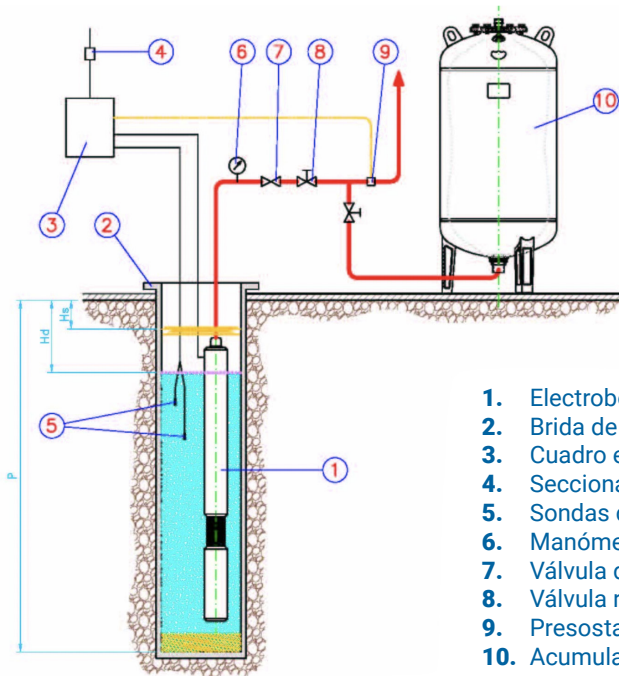 4
6
7
8
9
10
3
2
Hs
Hd
5
P
1
1. Electrobo
2. Brida de
3. Cuadro e
4. Secciona
5. Sondas
6. Manóme
7. Válvula
8. Válvula
9. Presosta
10. Acumula